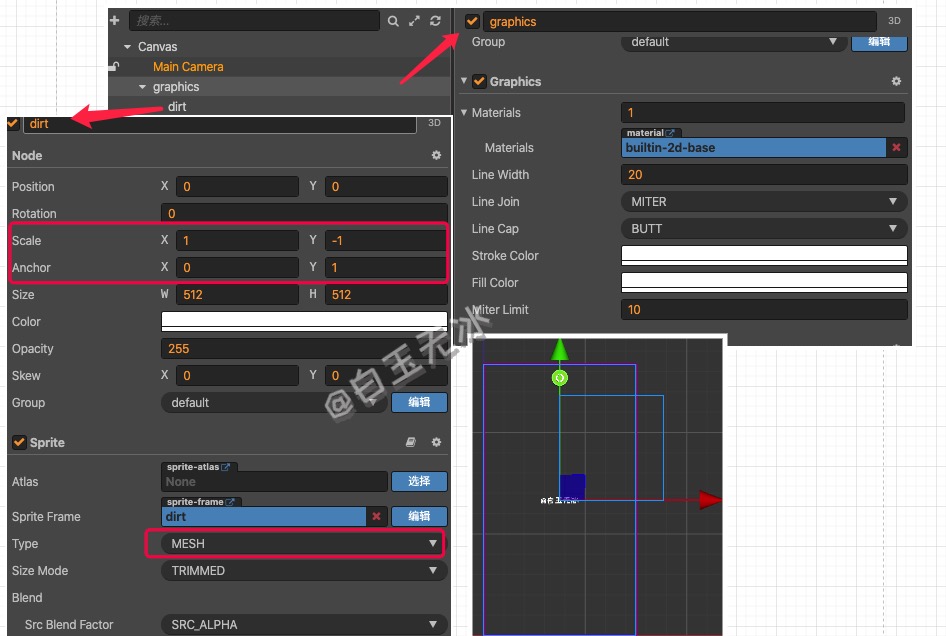 搜索...
Canvas
Main Camera
graphics
dirt
dirt
3D
Node
Position X 0 Y 0
Rotation 0
Scale X 1 Y -1
Anchor X 0 Y 1
Size W 512 H 512
Color
Opacity 255
Skew X 0 Y 0
Group default 编辑
Sprite
sprite-atlas
Atlas None 选择
sprite-frame
Sprite Frame dirt 编辑
Type MESH
Size Mode TRIMMED
Blend
Src Blend Factor SRC_ALPHA
graphics 3D
Group default 编辑
Graphics
Materials 1
material
Materials builtin-2d-base
Line Width 20
Line Join MITER
Line Cap BUTT
Stroke Color
Fill Color
Miter Limit 10
@白玉无冰